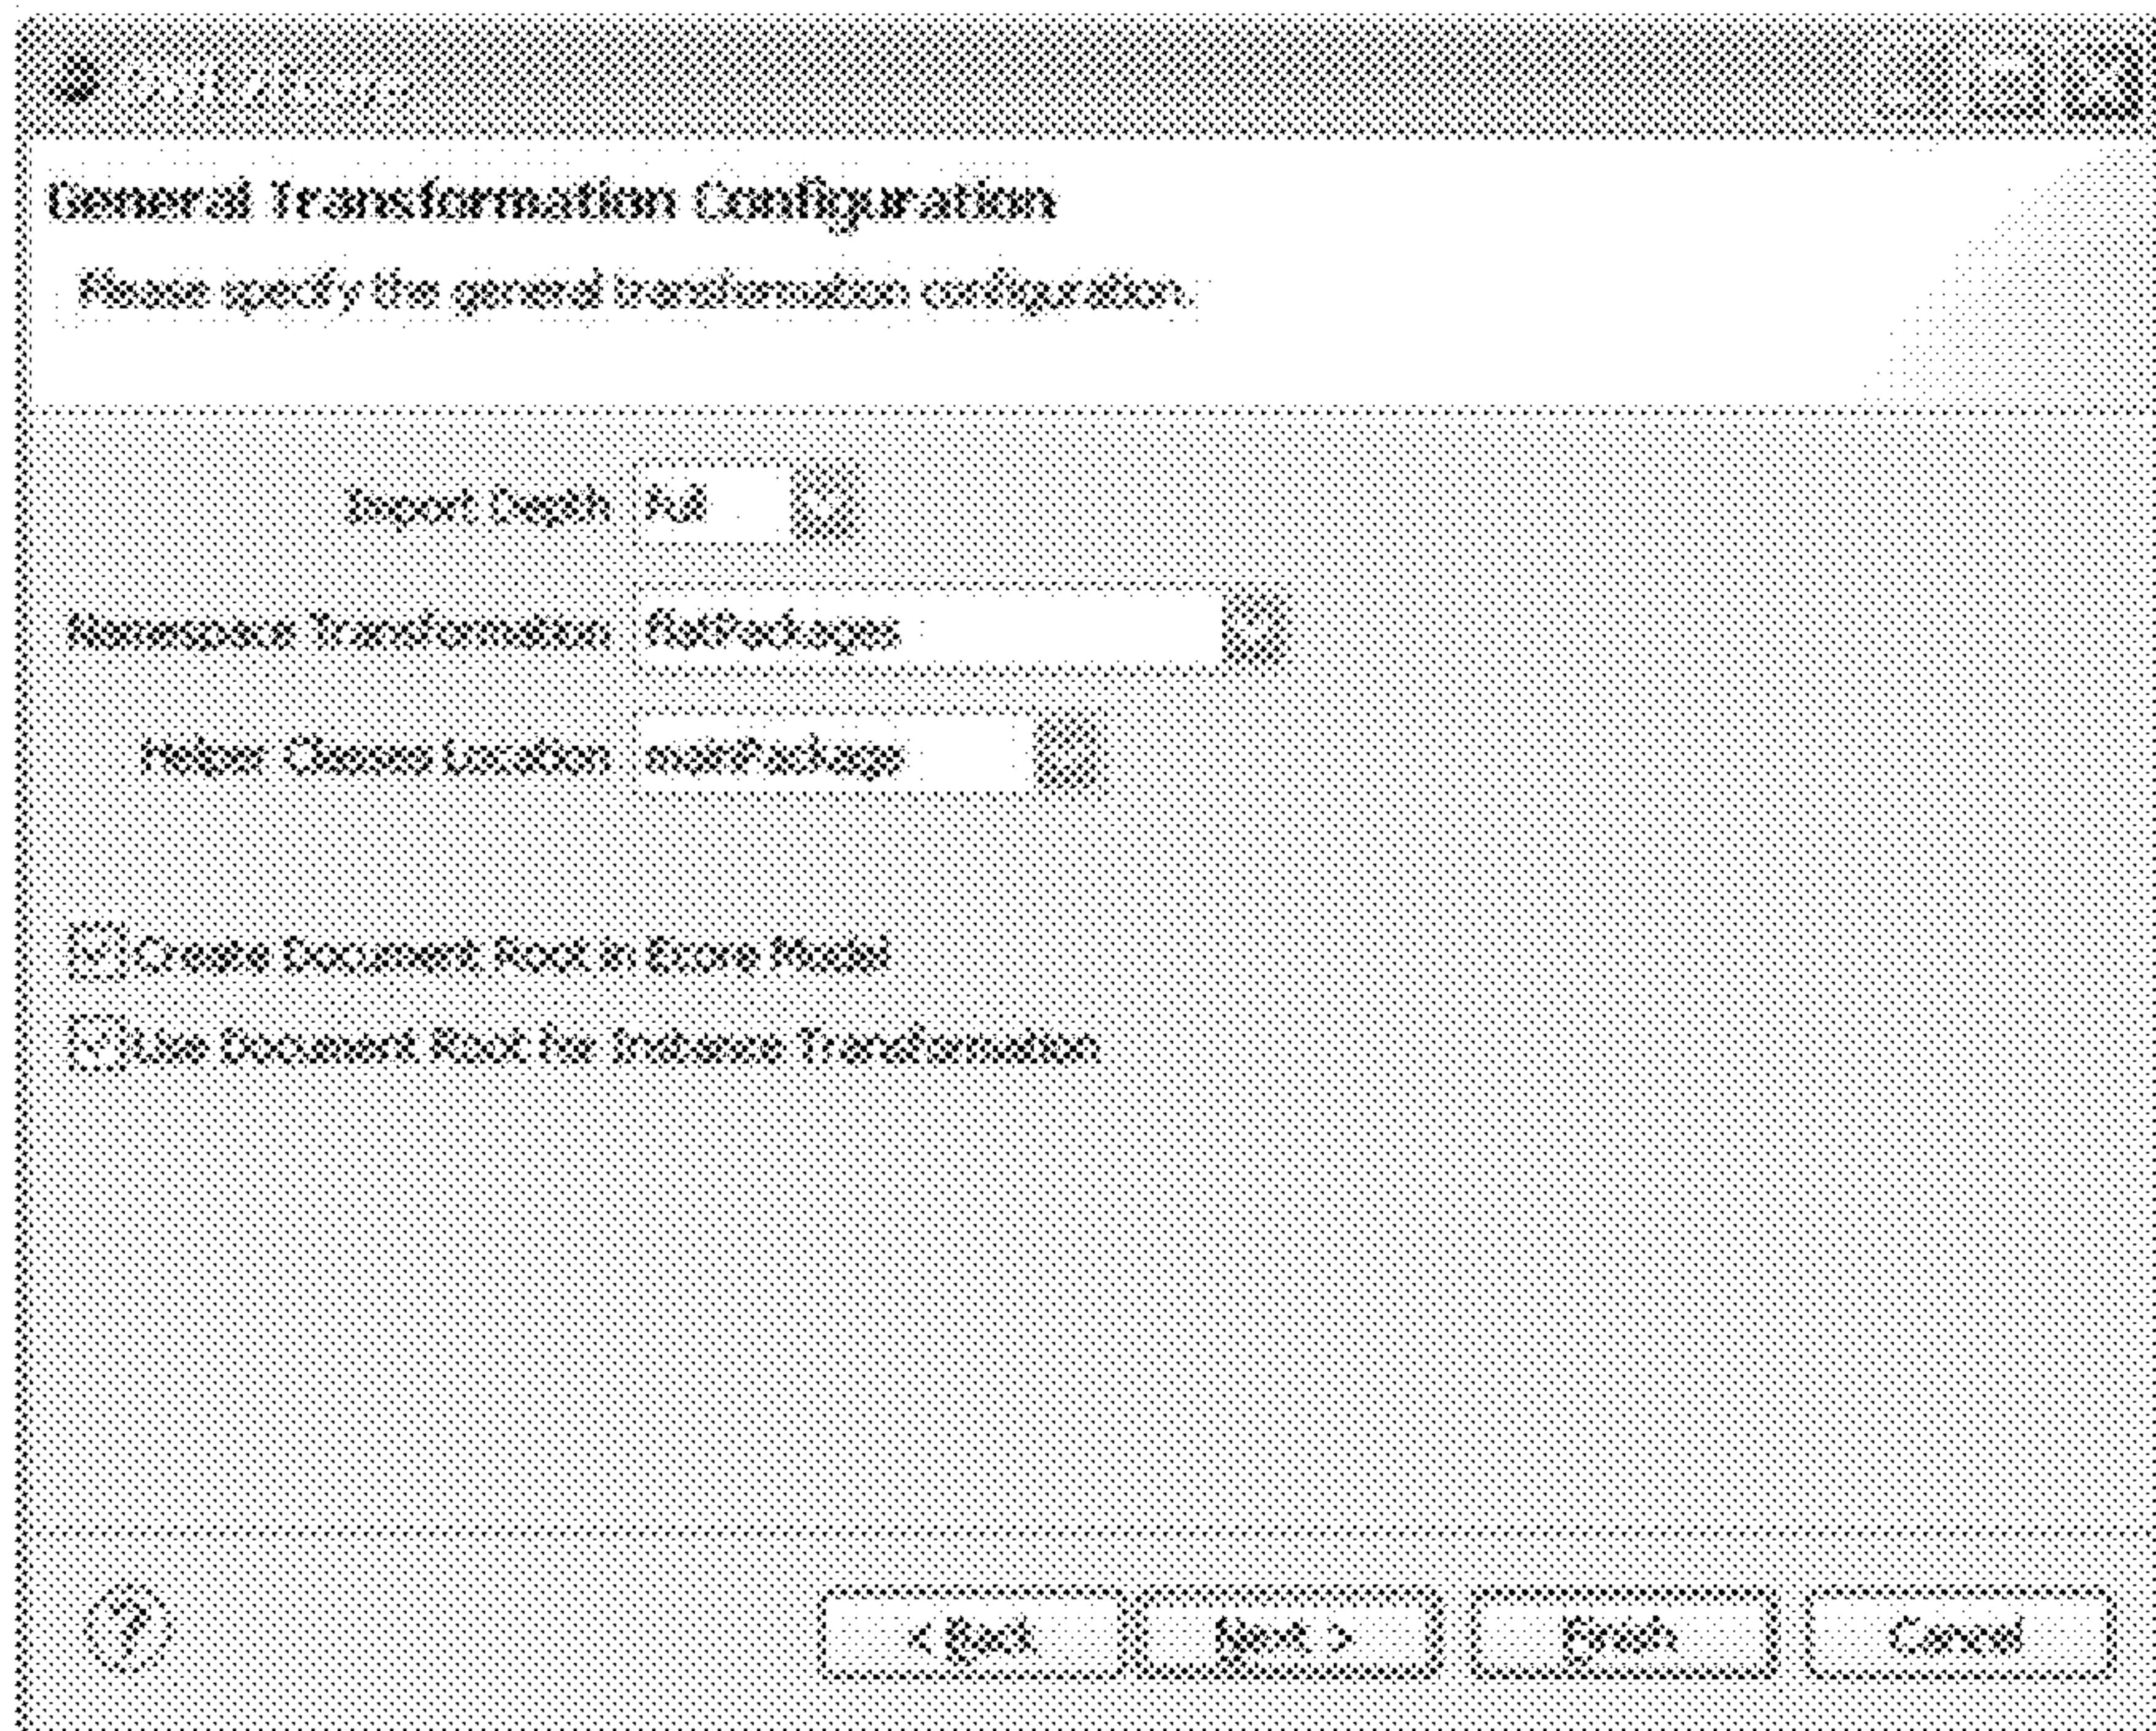 General Transformation Configuration
Please specify the general transformation configuration.
Import Depth Full
Namespace Transformation flatPackages
Helper Classes Location mainPackage
Create Document Root in Ecore Model
Use Document Root for Instance Transformation
?
< Back Next > Finish Cancel